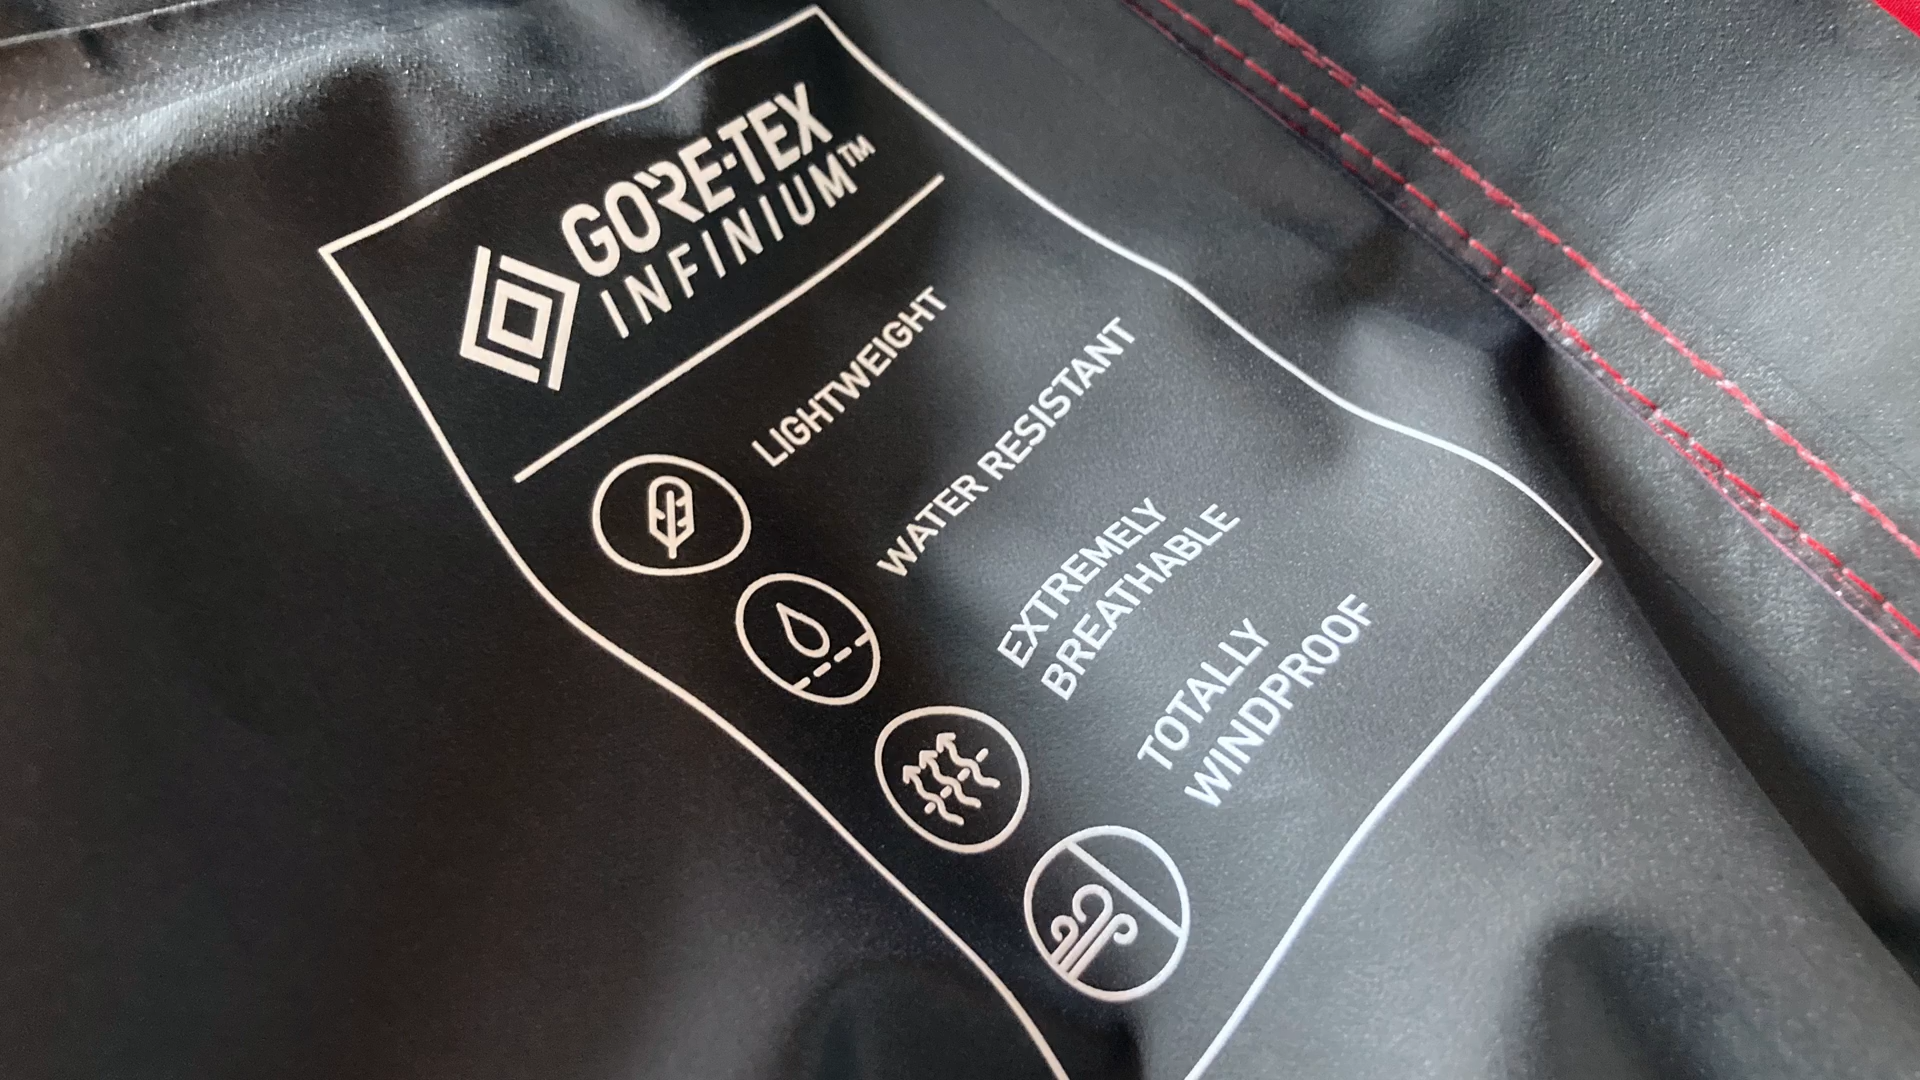 GORE-TEX
INFINIUM™
LIGHTWEIGHT
WATER RESISTANT
EXTREMELY
BREATHABLE
TOTALLY
WINDPROOF